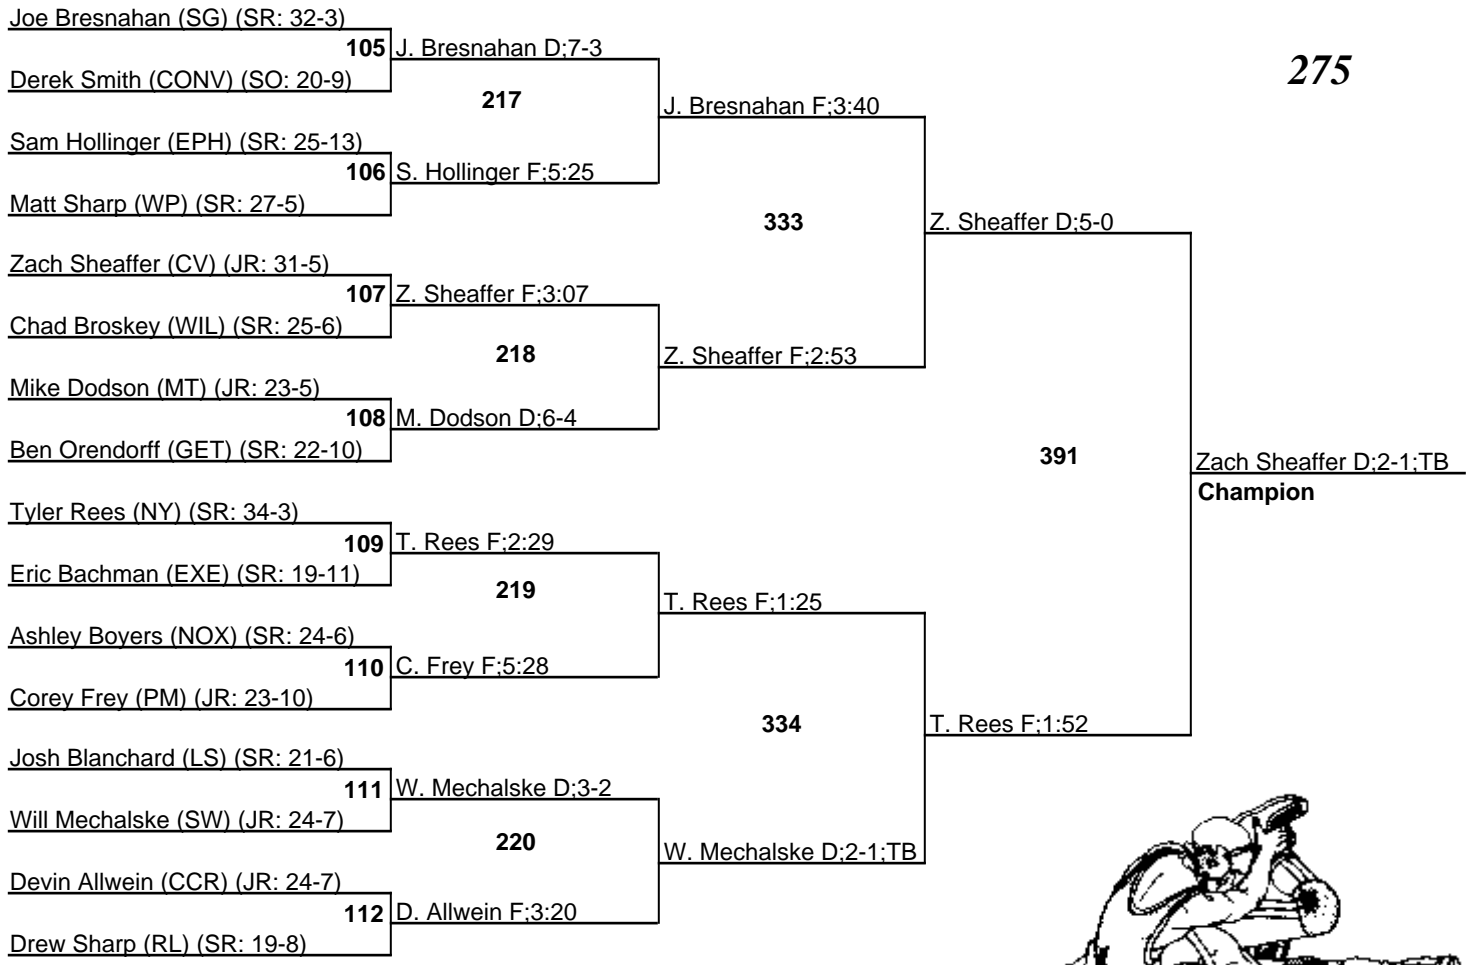 Joe Bresnahan (SG) (SR: 32-3)
105 J. Bresnahan D;7-3
275
Derek Smith (CONV) (SO: 20-9)
217
J. Bresnahan F;3:40
Sam Hollinger (EPH) (SR: 25-13)
106 S. Hollinger F;5:25
Matt Sharp (WP) (SR: 27-5)
333
Z. Sheaffer D;5-0
Zach Sheaffer (CV) (JR: 31-5)
107 Z. Sheaffer F;3:07
Chad Broskey (WIL) (SR: 25-6)
218
Z. Sheaffer F;2:53
Mike Dodson (MT) (JR: 23-5)
108 M. Dodson D;6-4
Ben Orendorff (GET) (SR: 22-10)
391
Zach Sheaffer D;2-1;TB
Champion
Tyler Rees (NY) (SR: 34-3)
109 T. Rees F;2:29
Eric Bachman (EXE) (SR: 19-11)
219
T. Rees F;1:25
Ashley Boyers (NOX) (SR: 24-6)
110 C. Frey F;5:28
Corey Frey (PM) (JR: 23-10)
334
T. Rees F;1:52
Josh Blanchard (LS) (SR: 21-6)
111 W. Mechalske D;3-2
Will Mechalske (SW) (JR: 24-7)
220
W. Mechalske D;2-1;TB
Devin Allwein (CCR) (JR: 24-7)
112 D. Allwein F;3:20
Drew Sharp (RL) (SR: 19-8)